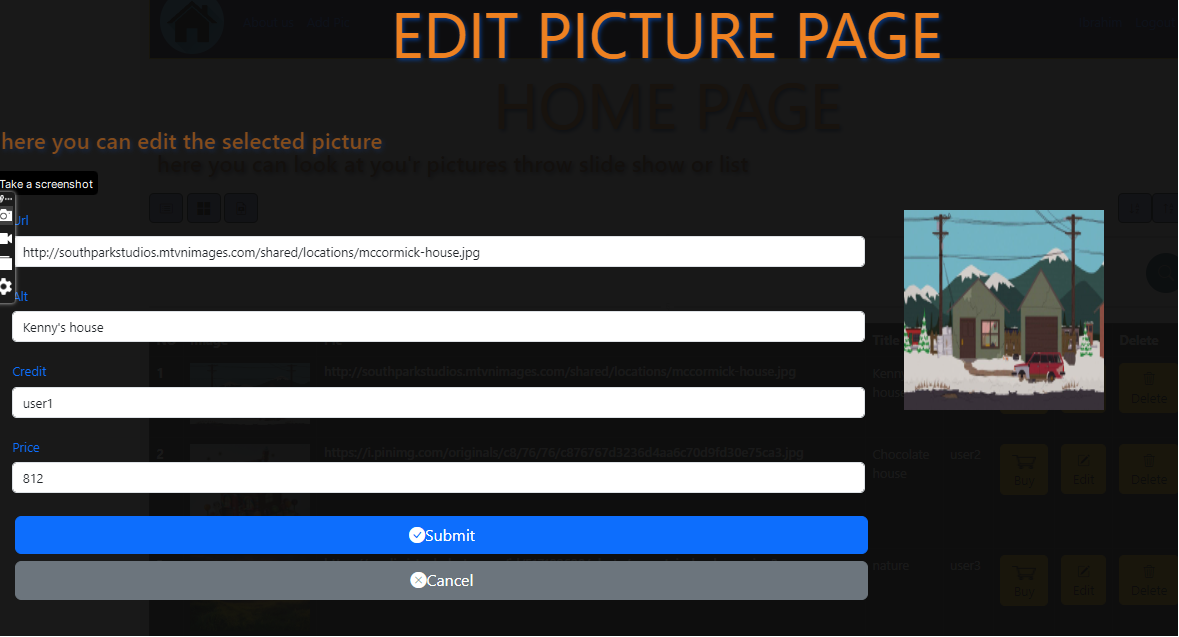 EDIT PICTURE PAGE
HOME PAGE
here you can edit the selected picture
here you can look at you'r pictures throw slide show or list
Take a screenshot
Url
http://southparkstudios.mtvnimages.com/shared/locations/mccormick-house.jpg
Alt
Kenny's house
Title
Delete
Credit
1
http://southparkstudios.mtvnimages.com/shared/locations/mccormick-house.jpg
user1
Delete
Price
2
https://i.pinimg.com/originals/c8/76/76/c876767d3236d4aa6c70d9fd30e75ca3.jpg
Chocolate house
user2
812
Buy
Edit
Delete
Submit
nature
user3
Cancel
Buy
Edit
Delete